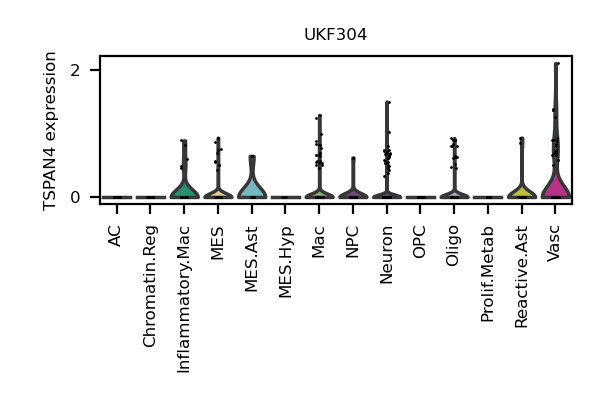 UKF304
TSPAN4 expression
2
0
AC
Chromatin.Reg
Inflammatory.Mac
MES
MES.Ast
MES.Hyp
Mac
NPC
Neuron
OPC
Oligo
Prolif.Metab
Reactive.Ast
Vasc